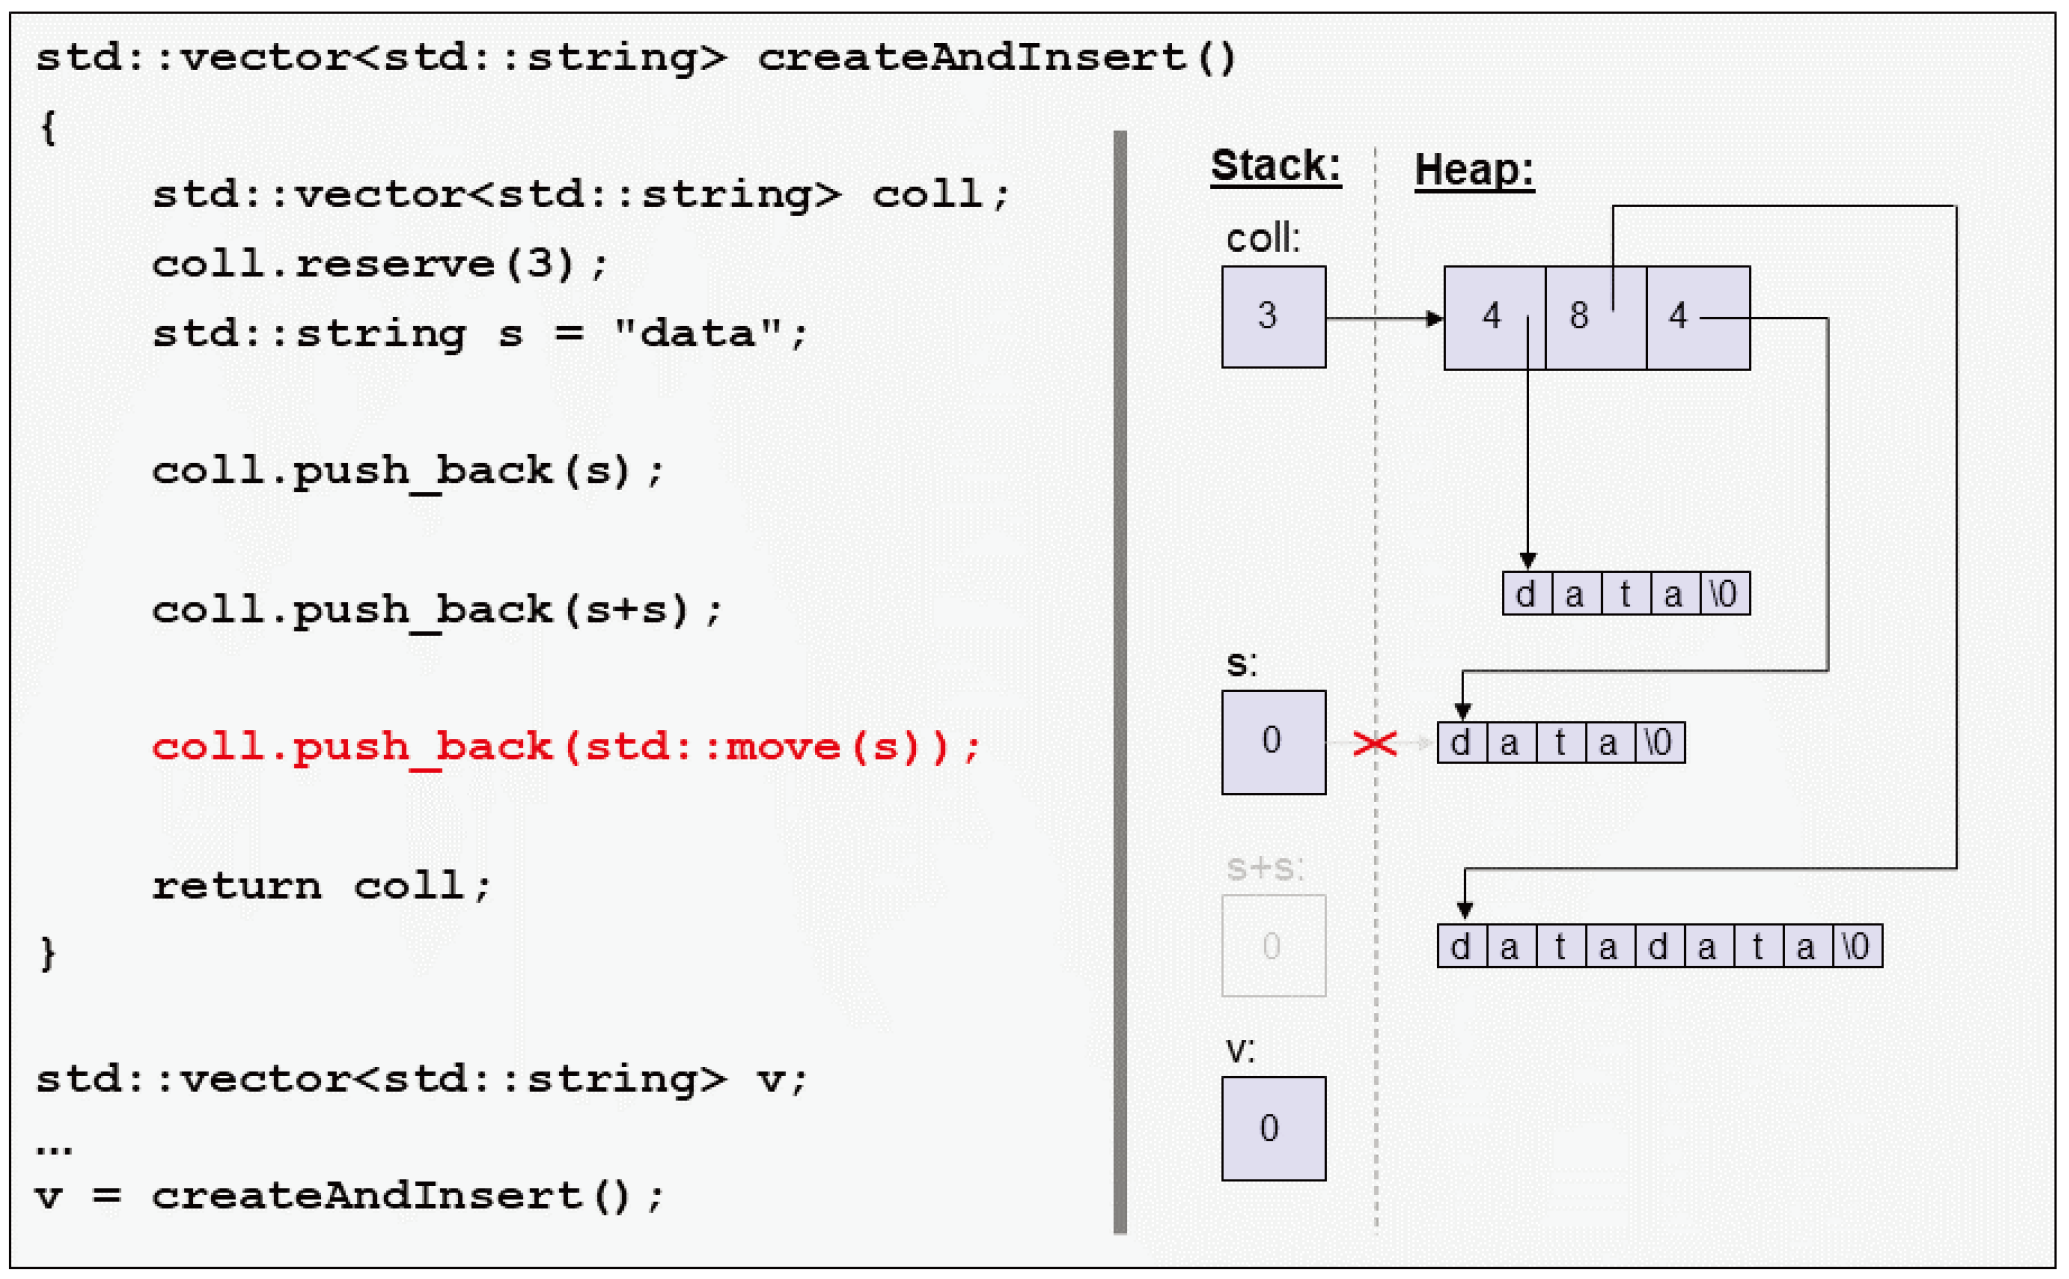 std::vector<std::string> createAndInsert()
{
    std::vector<std::string> coll;
    coll.reserve(3);
    std::string s = "data";
    coll.push_back(s);
    coll.push_back(s+s);
    coll.push_back(std::move(s));
    return coll;
}
std::vector<std::string> v;
...
v = createAndInsert();
Stack: Heap:
coll:
3 4 8 4
d a t a \0
s:
0 d a t a \0
s+s:
0 d a t a d a t a \0
v:
0